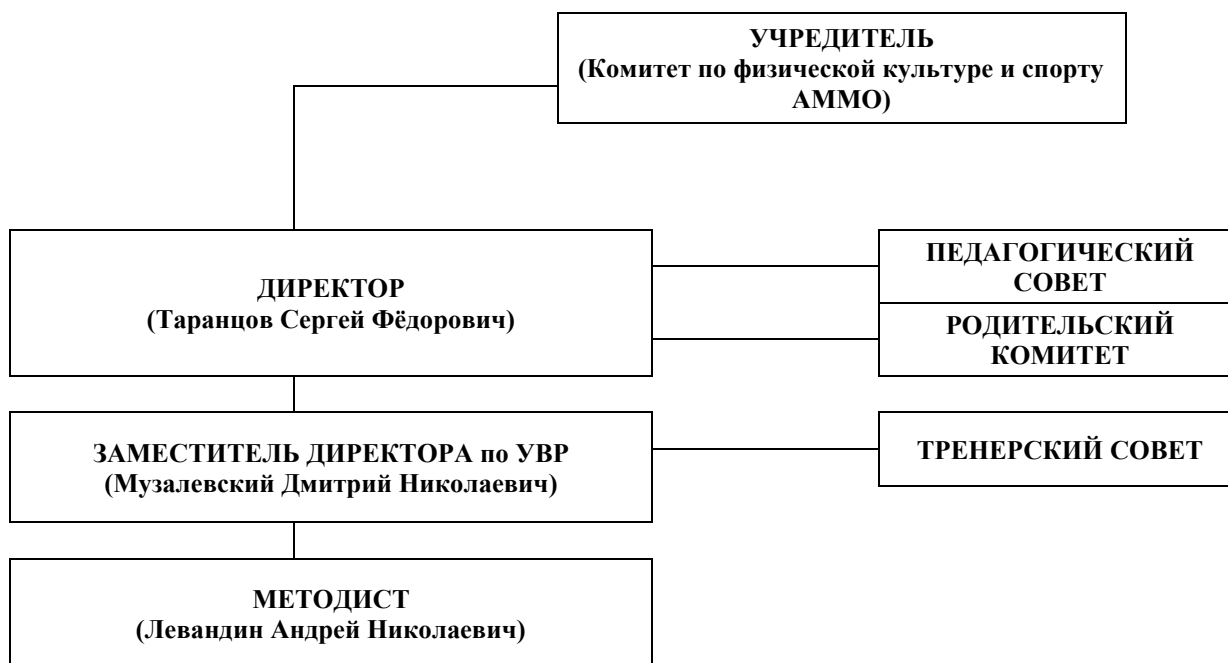 УЧРЕДИТЕЛЬ
(Комитет по физической культуре и спорту
АММО)
ДИРЕКТОР
(Таранцов Сергей Фёдорович)
ПЕДАГОГИЧЕСКИЙ
СОВЕТ
РОДИТЕЛЬСКИЙ
КОМИТЕТ
ЗАМЕСТИТЕЛЬ ДИРЕКТОРА по УВР
(Музалевский Дмитрий Николаевич)
ТРЕНЕРСКИЙ СОВЕТ
МЕТОДИСТ
(Левандин Андрей Николаевич)